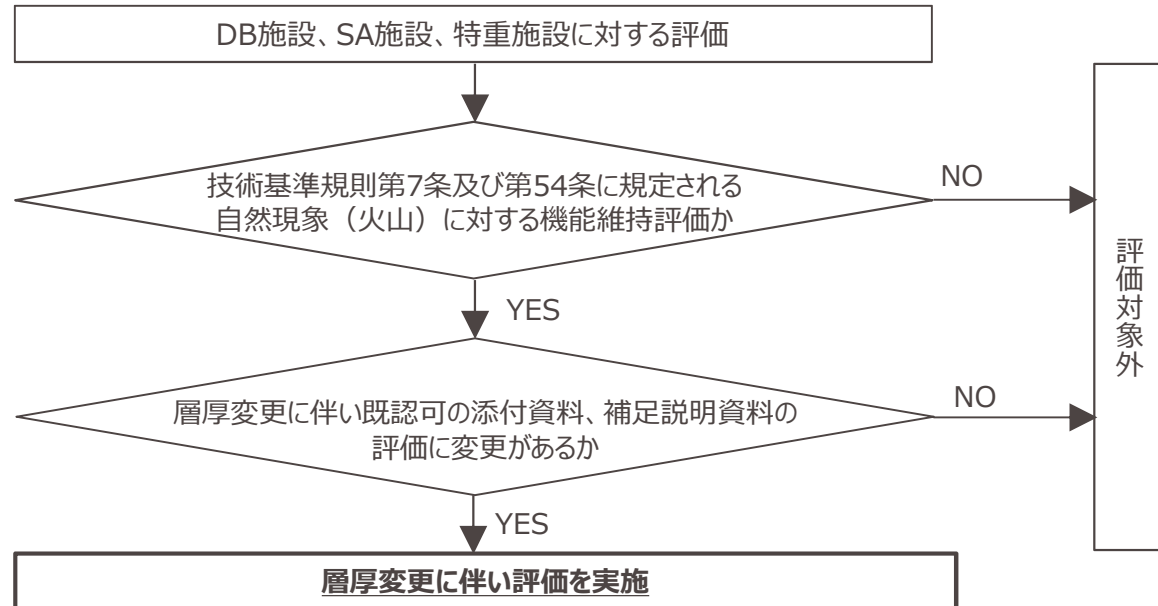 DB施設、SA施設、特重施設に対する評価
技術基準規則第7条及び第54条に規定される
自然現象（火山）に対する機能維持評価か
NO
YES
層厚変更に伴い既認可の添付資料、補足説明資料の
評価に変更があるか
NO
YES
層厚変更に伴い評価を実施
評価対象外